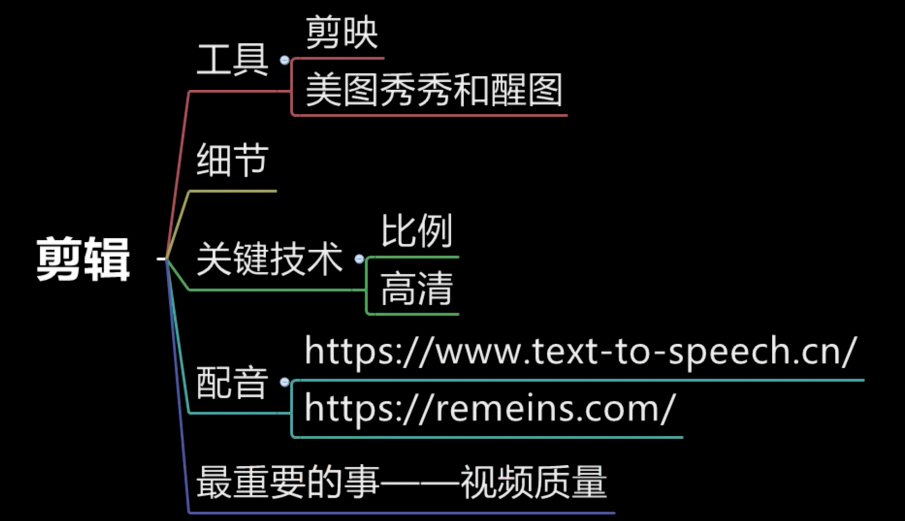 剪辑
工具
剪映
美图秀秀和醒图
细节
关键技术
比例
高清
配音
https://www.text-to-speech.cn/
https://remeins.com/
最重要的事——视频质量